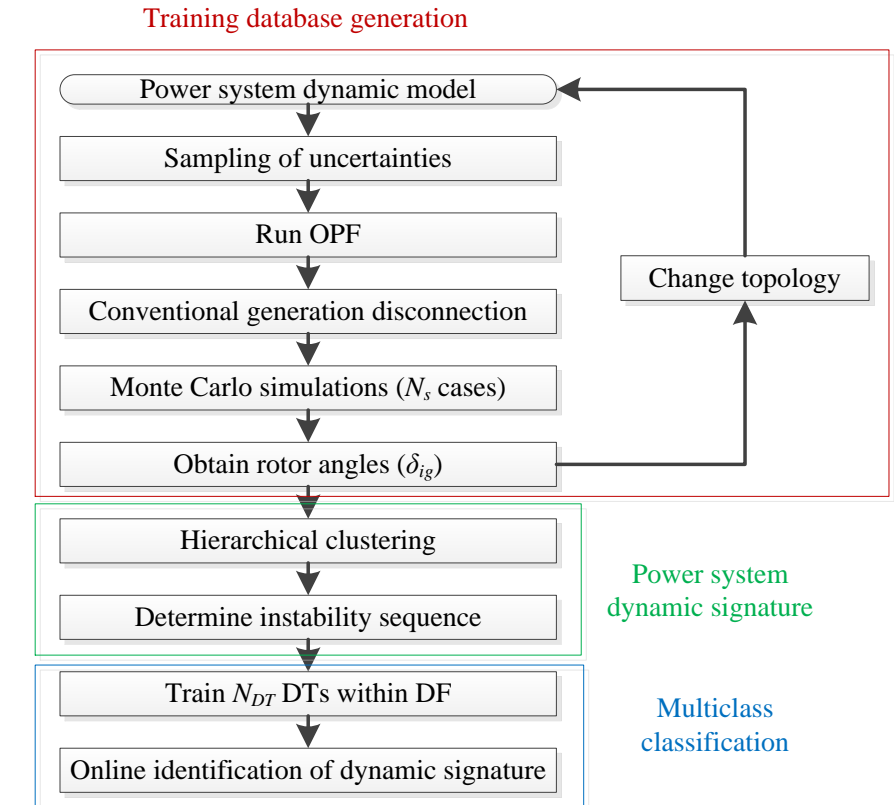 Training database generation
Power system dynamic model
Sampling of uncertainties
Run OPF
Conventional generation disconnection
Monte Carlo simulations (Ns cases)
Obtain rotor angles (δig)
Change topology
Hierarchical clustering
Determine instability sequence
Power system
dynamic signature
Train NDT DTs within DF
Online identification of dynamic signature
Multiclass
classification